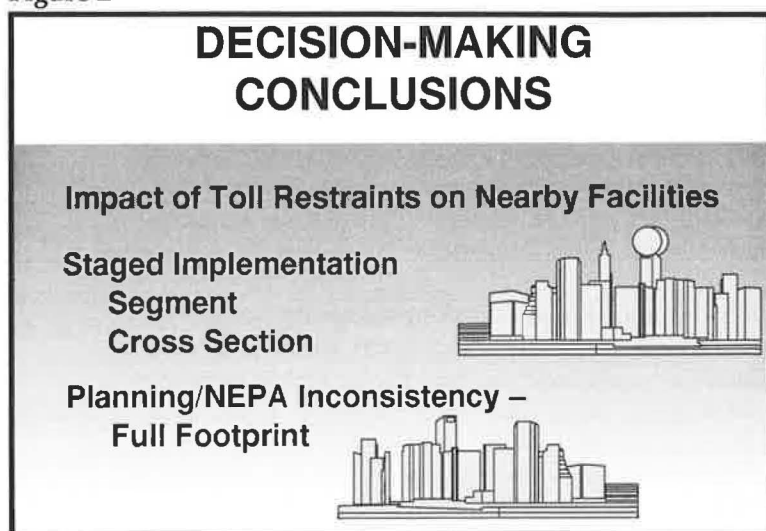 DECISION-MAKING
CONCLUSIONS
Impact of Toll Restraints on Nearby Facilities
Staged Implementation
Segment
Cross Section
Planning/NEPA Inconsistency –
Full Footprint